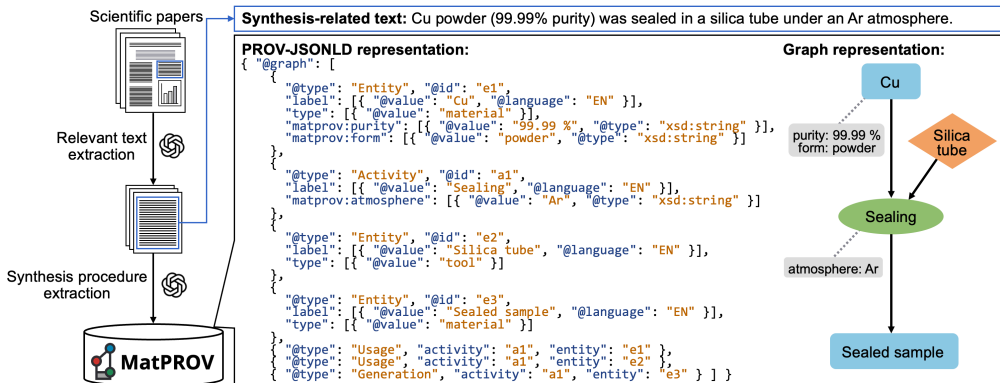 Scientific papers
Relevant text
extraction
Synthesis procedure
extraction
MatPROV
Synthesis-related text: Cu powder (99.99% purity) was sealed in a silica tube under an Ar atmosphere.
PROV-JSONLD representation:
{ "@graph": [
{
"@type": "Entity", "@id": "e1",
"label": [{ "@value": "Cu", "@language": "EN" }],
"type": [{ "@value": "material" }],
"matprov:purity": [{ "@value": "99.99 %", "@type": "xsd:string" }],
"matprov:form": [{ "@value": "powder", "@type": "xsd:string" }]
},
{
"@type": "Activity", "@id": "a1",
"label": [{ "@value": "Sealing", "@language": "EN" }],
"matprov:atmosphere": [{ "@value": "Ar", "@type": "xsd:string" }]
},
{
"@type": "Entity", "@id": "e2",
"label": [{ "@value": "Silica tube", "@language": "EN" }],
"type": [{ "@value": "tool" }]
},
{
"@type": "Entity", "@id": "e3",
"label": [{ "@value": "Sealed sample", "@language": "EN" }],
"type": [{ "@value": "material" }]
},
{ "@type": "Usage", "activity": "a1", "entity": "e1" },
{ "@type": "Usage", "activity": "a1", "entity": "e2" },
{ "@type": "Generation", "activity": "a1", "entity": "e3" } ] }
Graph representation:
Cu
purity: 99.99 %
form: powder
Silica
tube
Sealing
atmosphere: Ar
Sealed sample